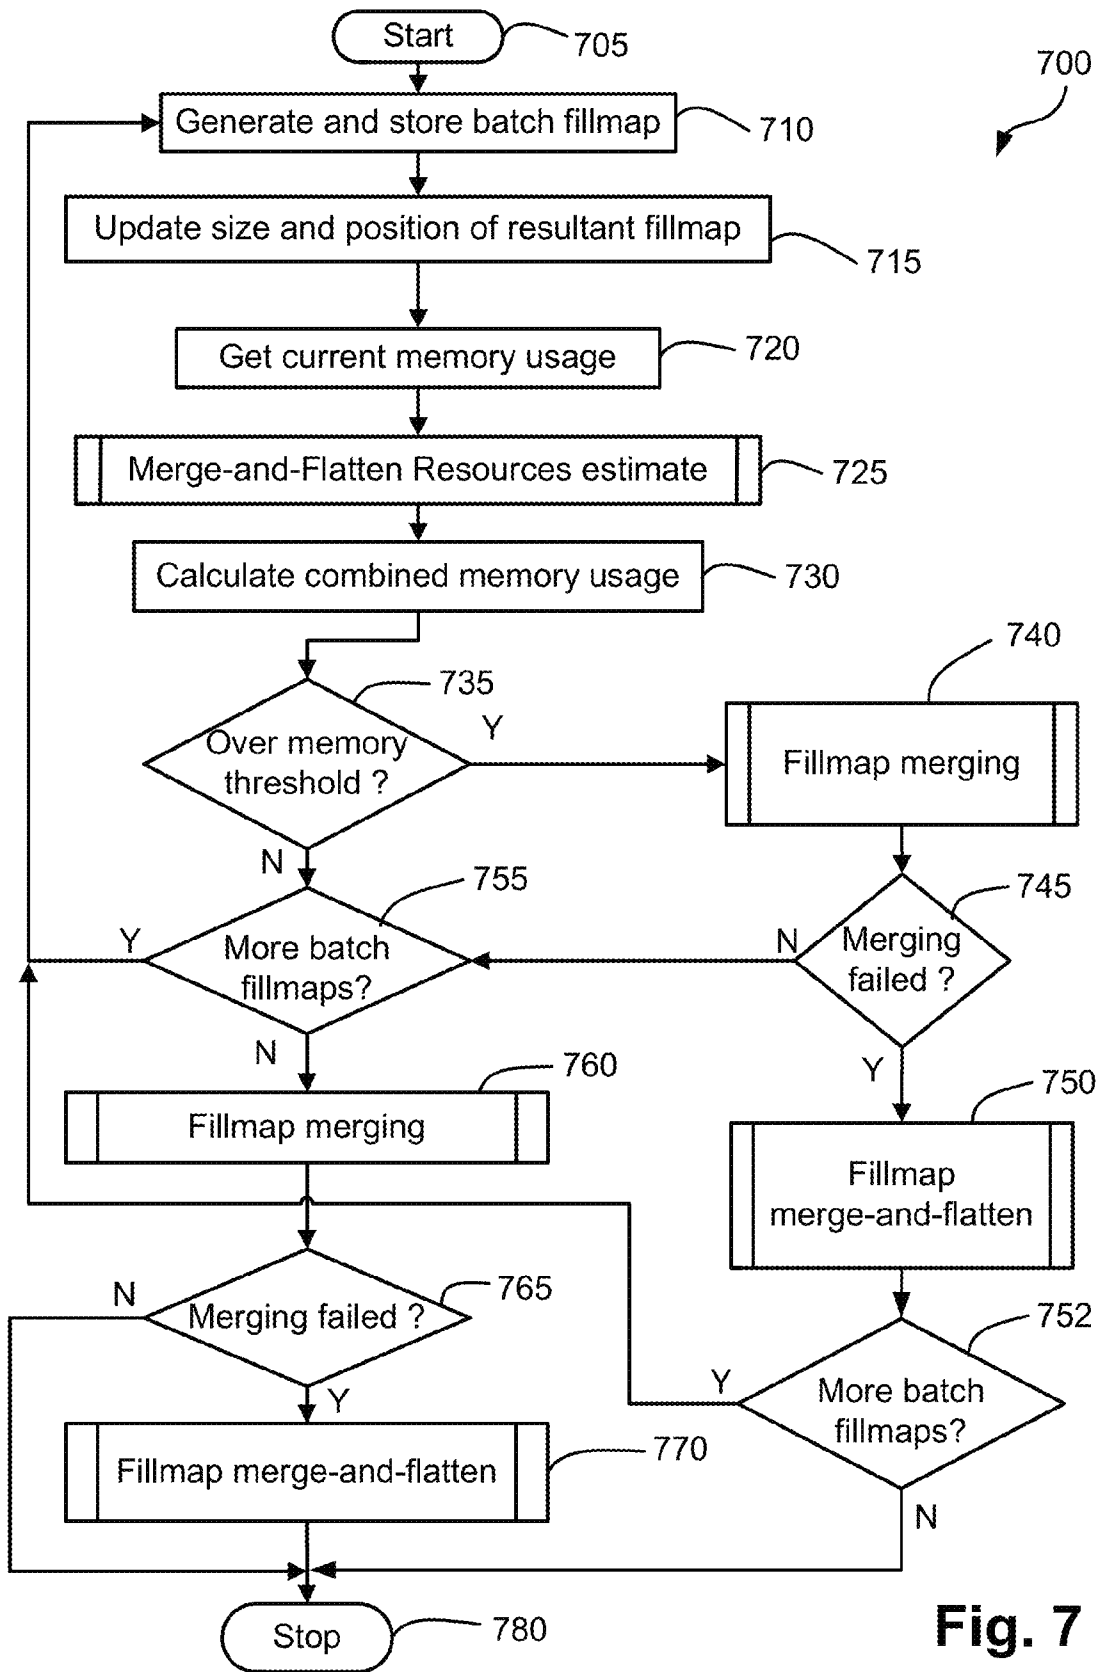 Start
705
700
Generate and store batch fillmap
710
Update size and position of resultant fillmap
715
Get current memory usage
720
Merge-and-Flatten Resources estimate
725
Calculate combined memory usage
730
740
735
Y
Over memory
threshold ?
Fillmap merging
N
755
745
Y
More batch
fillmaps?
N
Merging
failed ?
N
760
Y
750
Fillmap merging
Fillmap
merge-and-flatten
N
765
Merging failed ?
752
Y
Y
More batch
fillmaps?
770
Fillmap merge-and-flatten
N
Stop
780
Fig. 7